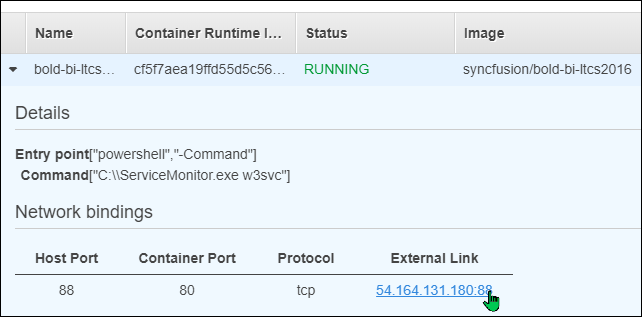 Name Container Runtime I... Status Image
bold-bi-ltcs... cf5f7aea19ffd55d5c56... RUNNING syncfusion/bold-bi-ltcs2016
Details
Entry point["powershell","-Command"]
Command["C:\\ServiceMonitor.exe w3svc"]
Network bindings
Host Port Container Port Protocol External Link
88 80 tcp 54.164.131.180:88